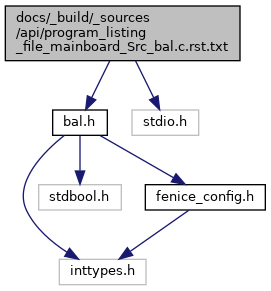 docs/_build/_sources
/api/program_listing
_file_mainboard_Src_bal.c.rst.txt
bal.h
stdio.h
stdbool.h
fenice_config.h
inttypes.h